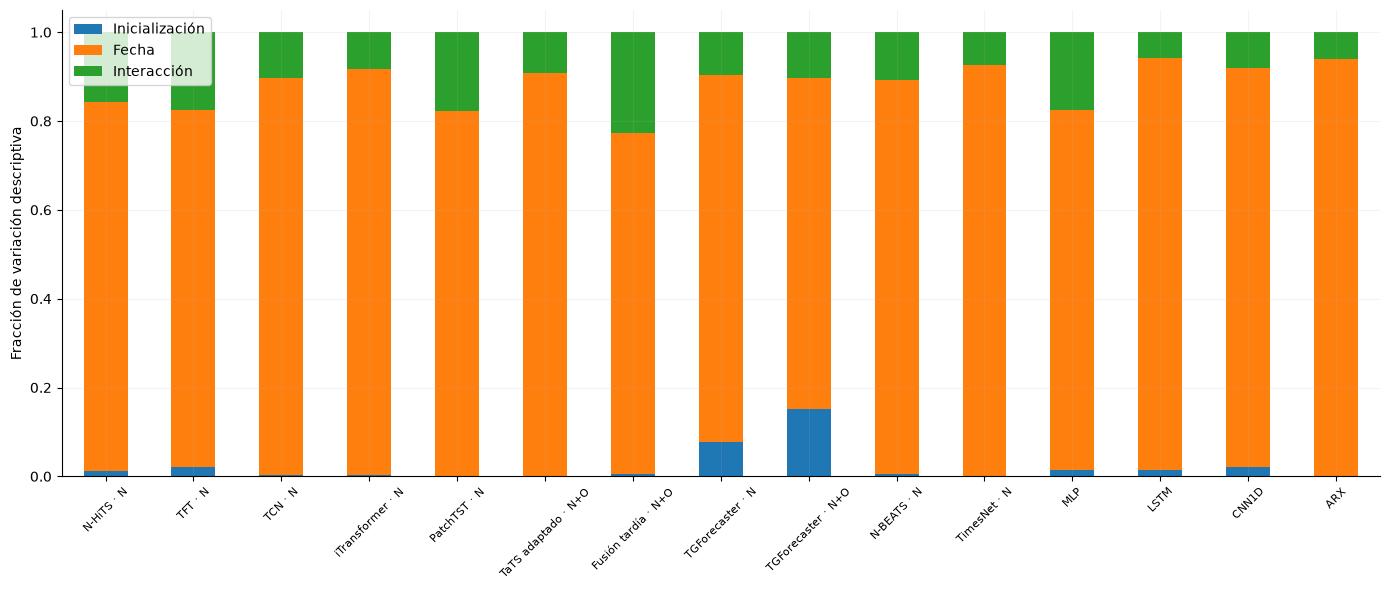 Inicialización
Fecha
Interacción
Fracción de variación descriptiva
1.0
0.8
0.6
0.4
0.2
0.0
N-HiTS · N
TFT · N
TCN · N
iTransformer · N
PatchTST · N
TaTS adaptado · N+O
Fusión tardía · N+O
TGForecaster · N
TGForecaster · N+O
N-BEATS · N
TimesNet · N
MLP
LSTM
CNN1D
ARX